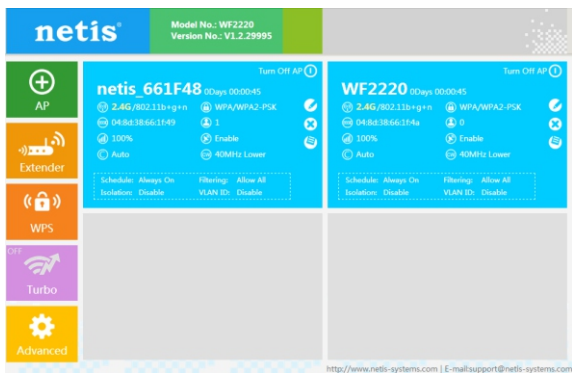 netis
Model No.: WF2220
Version No.: V1.2.29995
AP
Extender
WPS
OFF
Turbo
Advanced
Turn Off AP
netis_661F48 0Days 00:00:45
2.4G/802.11b+g+n WPA/WPA2-PSK
04:8d:38:66:1f:49 1
100% Enable
Auto 40MHz Lower
Schedule: Always On Filtering: Allow All
Isolation: Disable VLAN ID: Disable
Turn Off AP
WF2220 0Days 00:00:45
2.4G/802.11b+g+n WPA/WPA2-PSK
04:8d:38:66:1f:4a 0
100% Enable
Auto 40MHz Lower
Schedule: Always On Filtering: Allow All
Isolation: Disable VLAN ID: Disable
http://www.netis-systems.com | E-mail:support@netis-systems.com